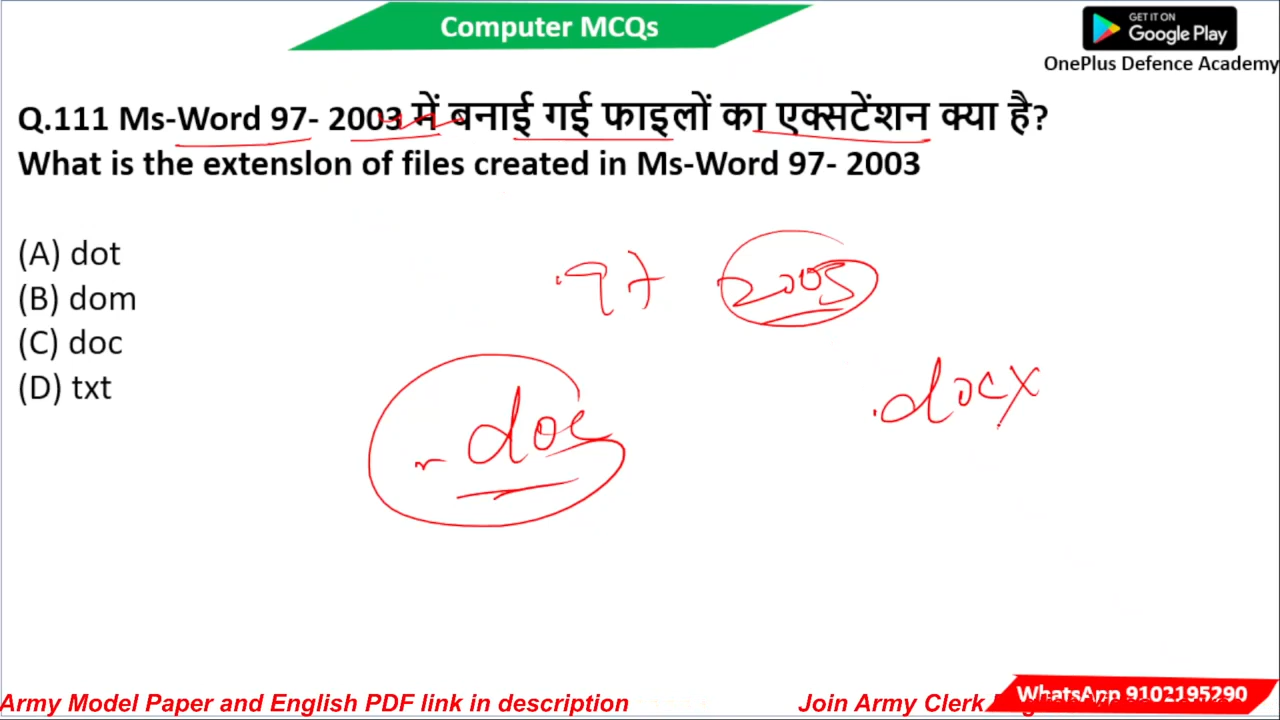 Computer MCQs
GET IT ON
Google Play
OnePlus Defence Academy
Q.111 Ms-Word 97- 2003 में बनाई गई फाइलों का एक्सटेंशन क्या है?
What is the extenslon of files created in Ms-Word 97- 2003
(A) dot
(B) dom
(C) doc
(D) txt
.97 2003
.doc
.docx
Army Model Paper and English PDF link in description
Join Army Clerk
WhatsApp 9102195290